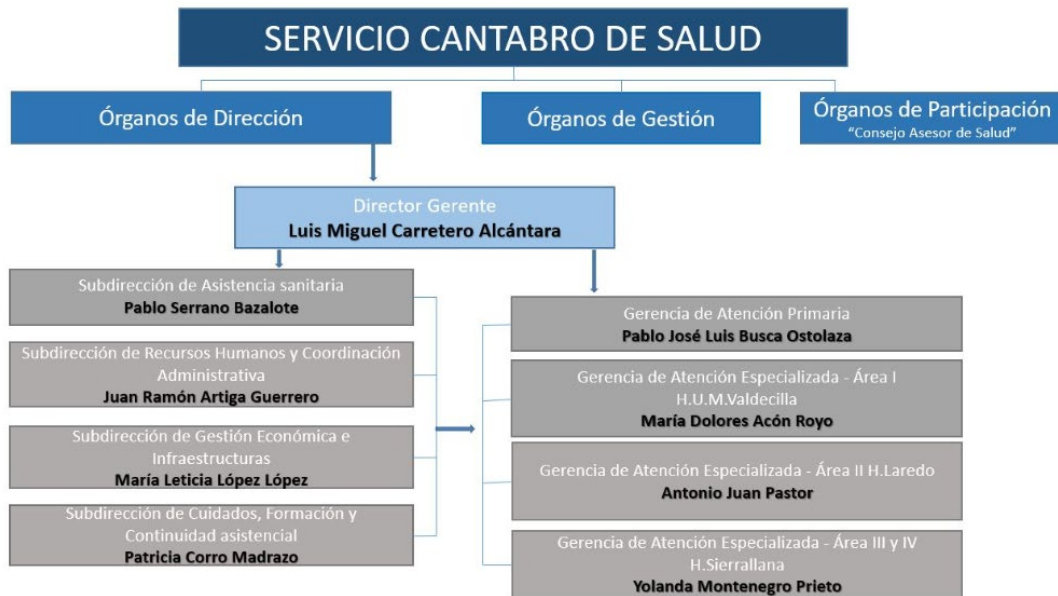 SERVICIO CANTABRO DE SALUD
Órganos de Dirección
Órganos de Gestión
Órganos de Participación
"Consejo Asesor de Salud"
Director Gerente
Luis Miguel Carretero Alcántara
Subdirección de Asistencia sanitaria
Pablo Serrano Bazalote
Subdirección de Recursos Humanos y Coordinación
Administrativa
Juan Ramón Artiga Guerrero
Subdirección de Gestión Económica e
Infraestructuras
María Leticia López López
Subdirección de Cuidados, Formación y
Continuidad asistencial
Patricia Corro Madrazo
Gerencia de Atención Primaria
Pablo José Luis Busca Ostolaza
Gerencia de Atención Especializada - Área I
H.U.M.Valdecilla
María Dolores Acón Royo
Gerencia de Atención Especializada - Área II H.Laredo
Antonio Juan Pastor
Gerencia de Atención Especializada - Área III y IV
H.Sierrallana
Yolanda Montenegro Prieto